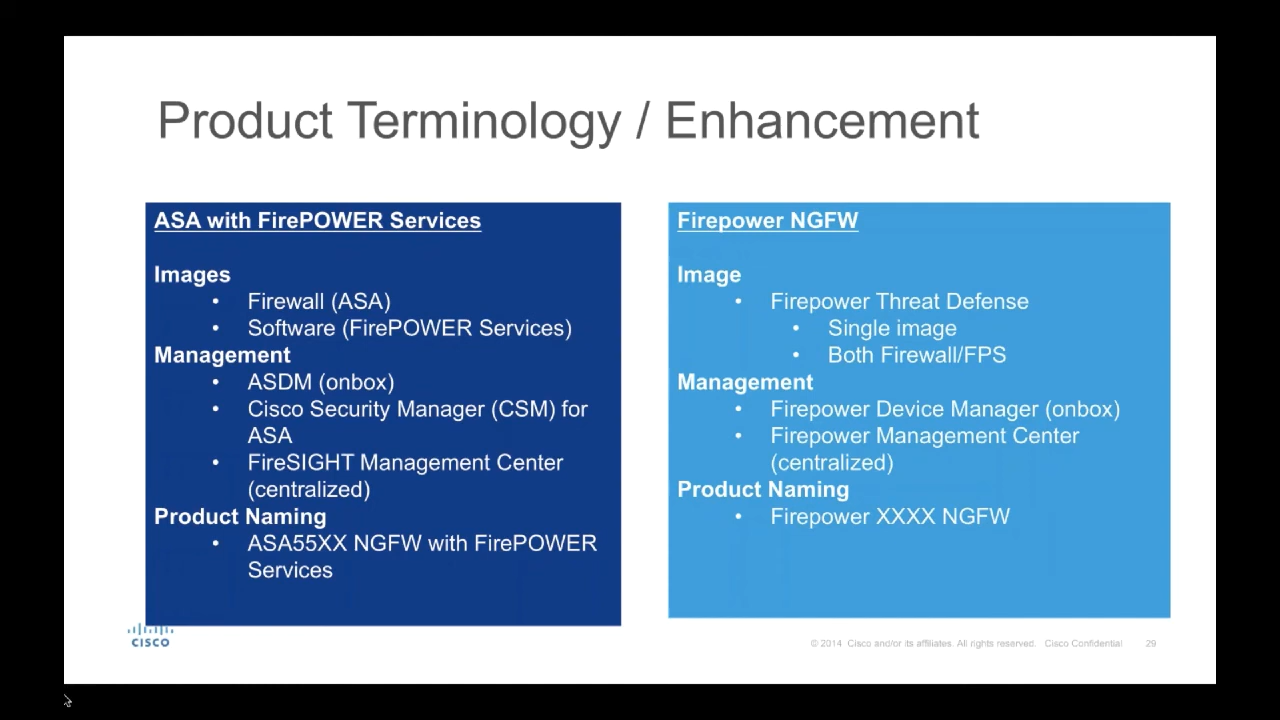 Product Terminology / Enhancement
ASA with FirePOWER Services
Images
• Firewall (ASA)
• Software (FirePOWER Services)
Management
• ASDM (onbox)
• Cisco Security Manager (CSM) for
ASA
• FireSIGHT Management Center
(centralized)
Product Naming
• ASA55XX NGFW with FirePOWER
Services
Firepower NGFW
Image
• Firepower Threat Defense
• Single image
• Both Firewall/FPS
Management
• Firepower Device Manager (onbox)
• Firepower Management Center
(centralized)
Product Naming
• Firepower XXXX NGFW
CISCO
© 2014 Cisco and/or its affiliates. All rights reserved. Cisco Confidential 29